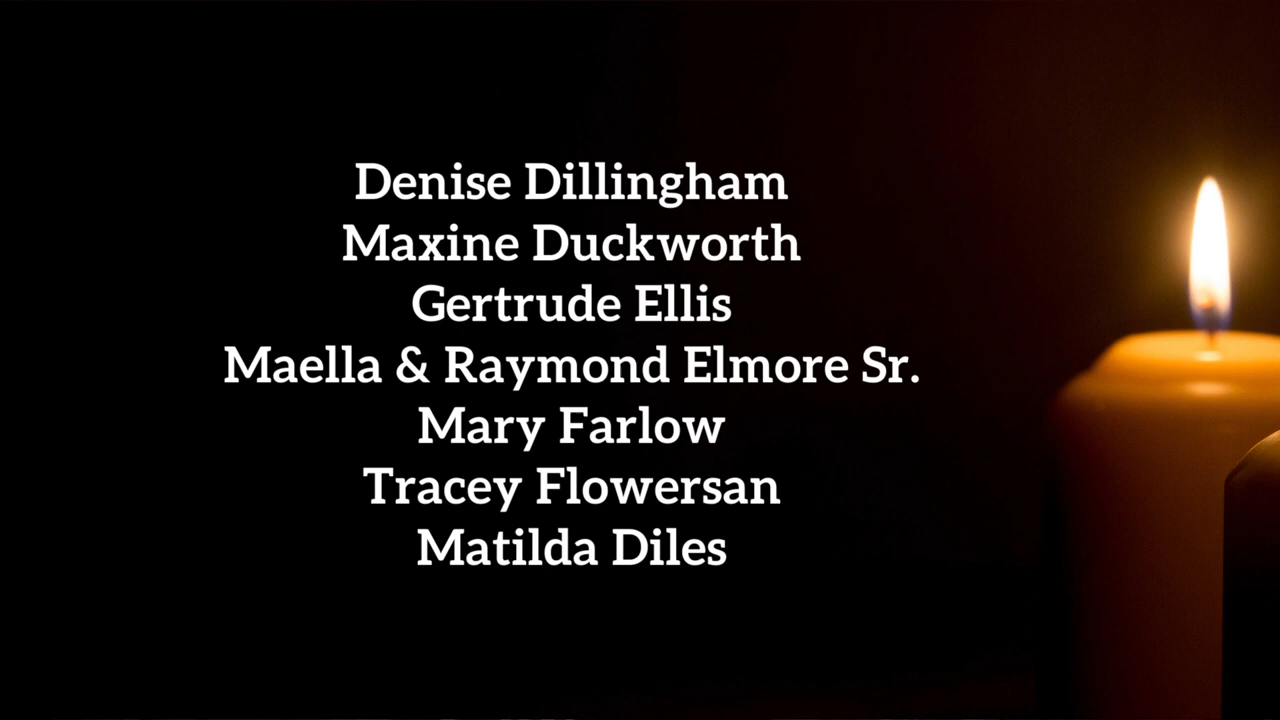 Denise Dillingham
Maxine Duckworth
Gertrude Ellis
Maella & Raymond Elmore Sr.
Mary Farlow
Tracey Flowersan
Matilda Diles